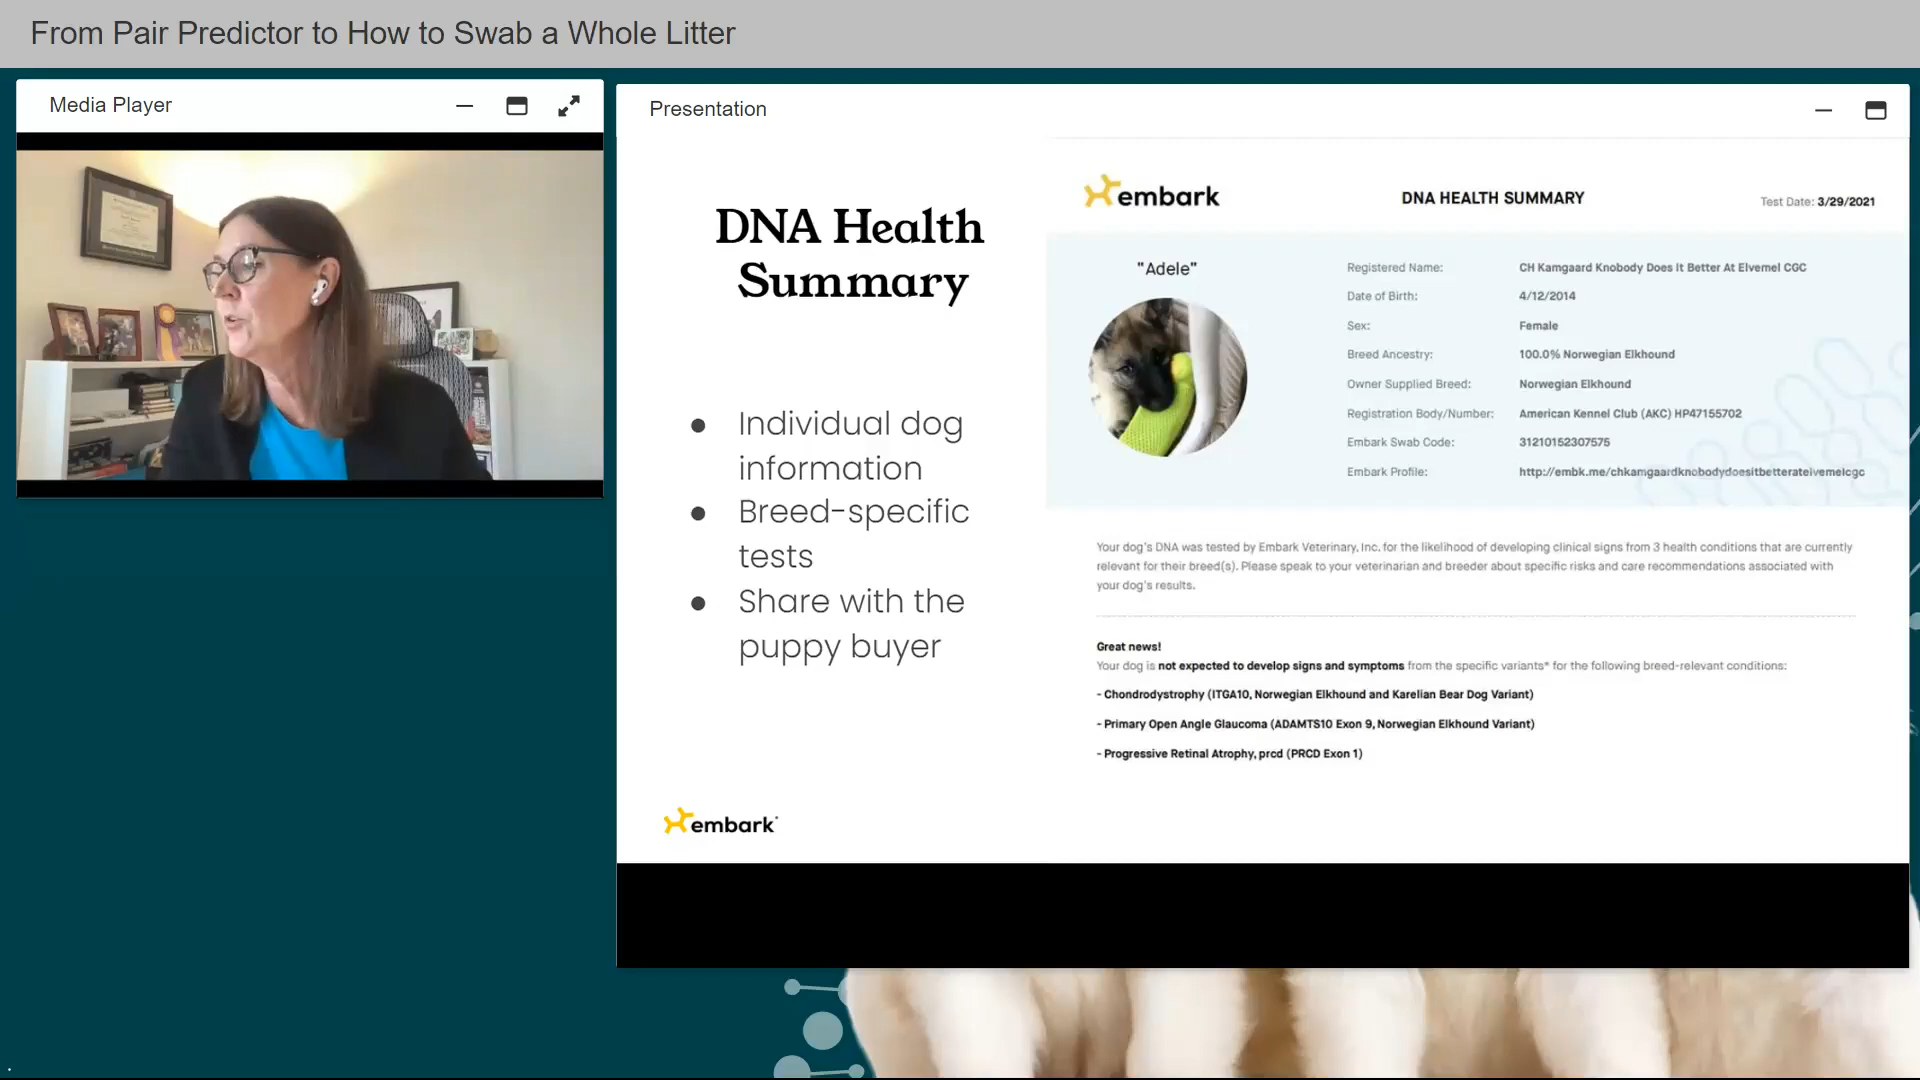 From Pair Predictor to How to Swab a Whole Litter
Media Player
Presentation
DNA Health
Summary
● Individual dog
information
● Breed-specific
tests
● Share with the
puppy buyer
embark
embark
DNA HEALTH SUMMARY
Test Date: 3/29/2021
"Adele"
Registered Name: CH Kamgaard Knobody Does It Better At Elvemel CGC
Date of Birth: 4/12/2014
Sex: Female
Breed Ancestry: 100.0% Norwegian Elkhound
Owner Supplied Breed: Norwegian Elkhound
Registration Body/Number: American Kennel Club (AKC) HP47155702
Embark Swab Code: 31210152307575
Embark Profile: http://embk.me/chkamgaardknobodydoesitbetteratelvemelcgc
Your dog's DNA was tested by Embark Veterinary, Inc. for the likelihood of developing clinical signs from 3 health conditions that are currently
relevant for their breed(s). Please speak to your veterinarian and breeder about specific risks and care recommendations associated with
your dog's results.
Great news!
Your dog is not expected to develop signs and symptoms from the specific variants* for the following breed-relevant conditions:
- Chondrodystrophy (ITGA10, Norwegian Elkhound and Karelian Bear Dog Variant)
- Primary Open Angle Glaucoma (ADAMTS10 Exon 9, Norwegian Elkhound Variant)
- Progressive Retinal Atrophy, prcd (PRCD Exon 1)